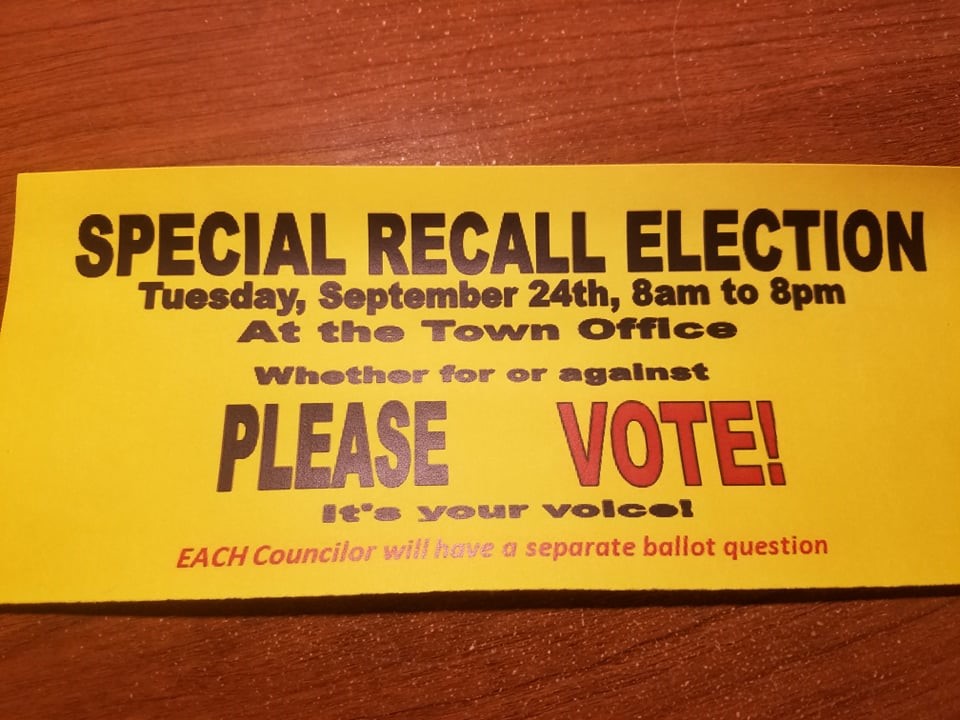 SPECIAL RECALL ELECTION
Tuesday, September 24th, 8am to 8pm
At the Town Office
Whether for or against
PLEASE VOTE!
It's your voice!
EACH Councilor will have a separate ballot question